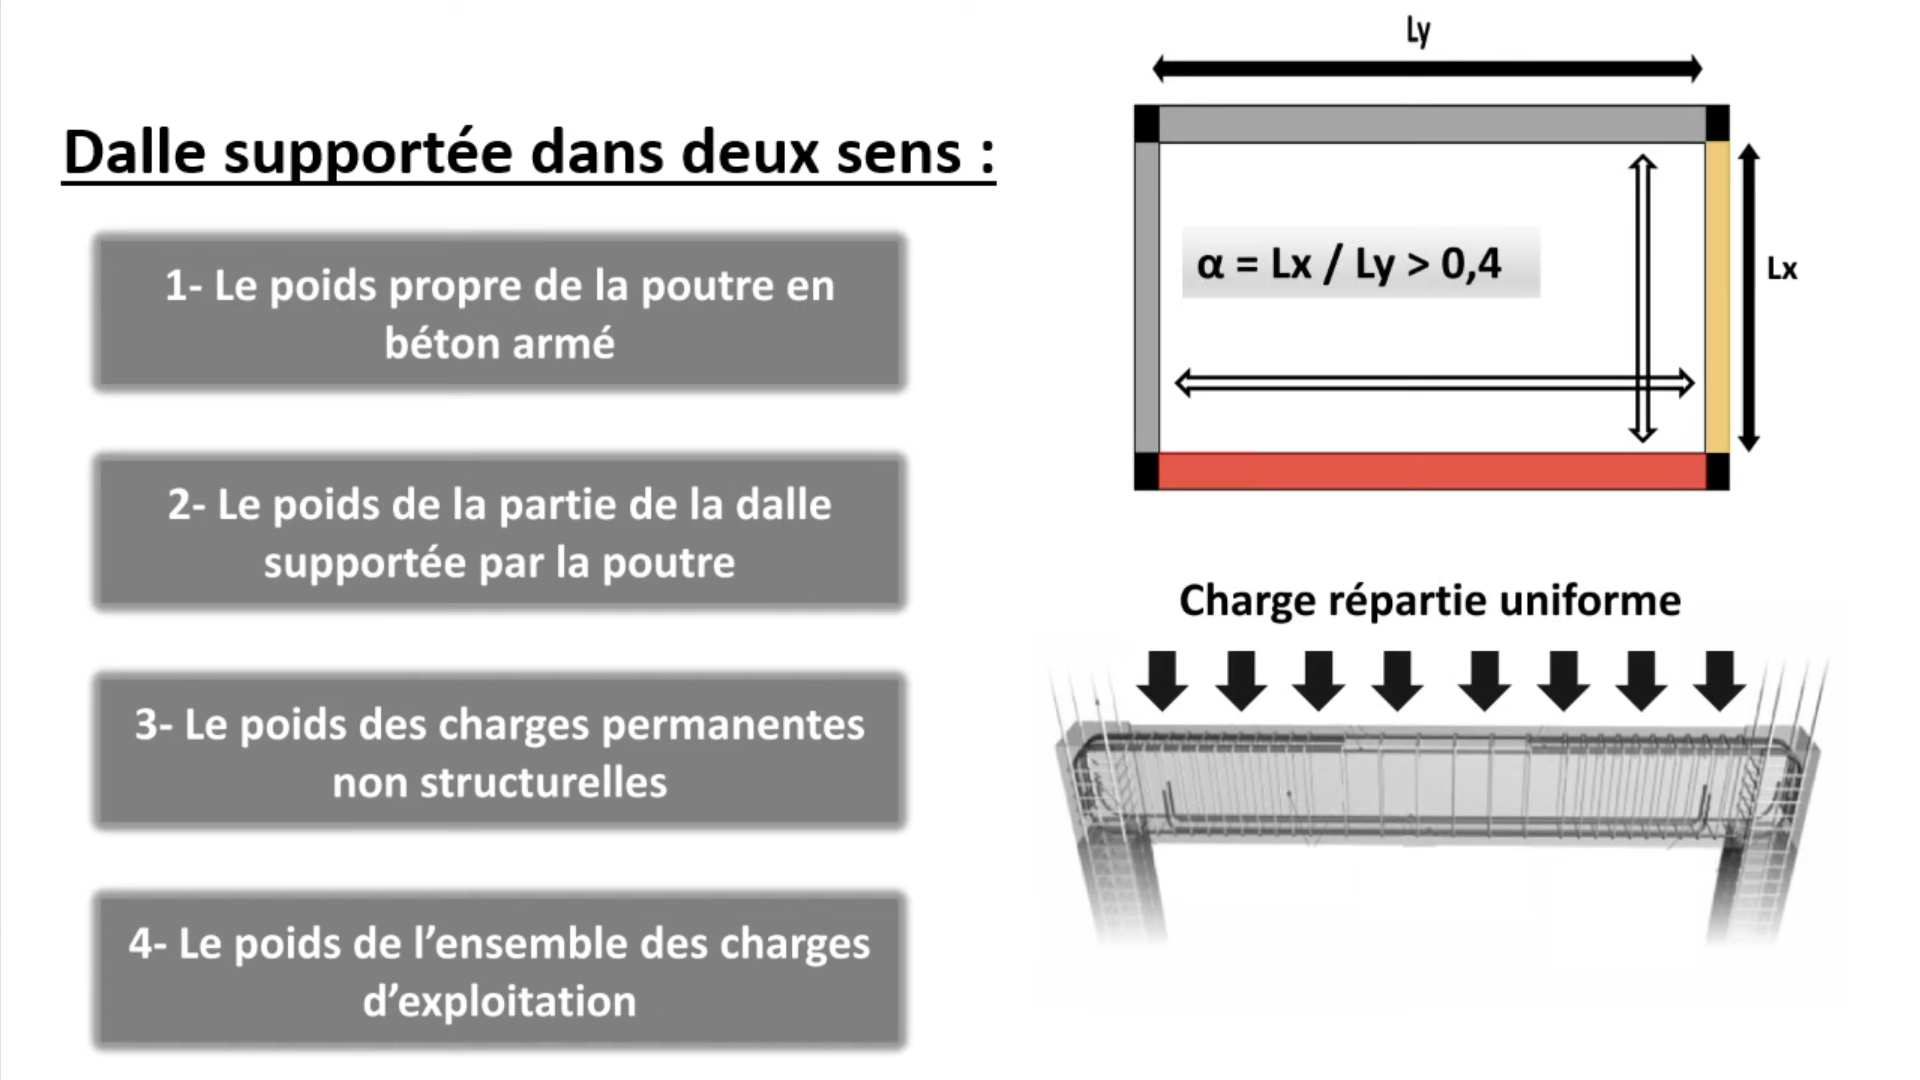 Dalle supportée dans deux sens :
1- Le poids propre de la poutre en
béton armé
2- Le poids de la partie de la dalle
supportée par la poutre
3- Le poids des charges permanentes
non structurelles
4- Le poids de l’ensemble des charges
d’exploitation
Ly
α = Lx / Ly > 0,4
Lx
Charge répartie uniforme